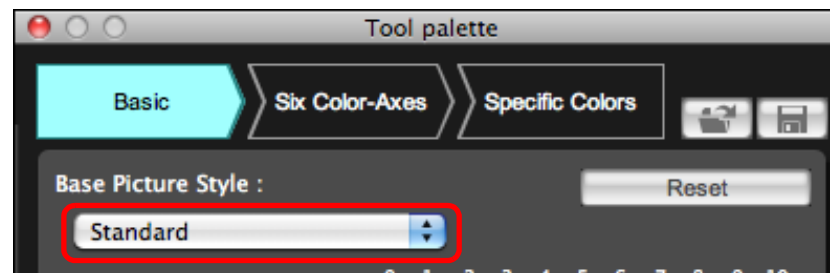 Tool palette
Basic Six Color-Axes Specific Colors
Base Picture Style :
Reset
Standard